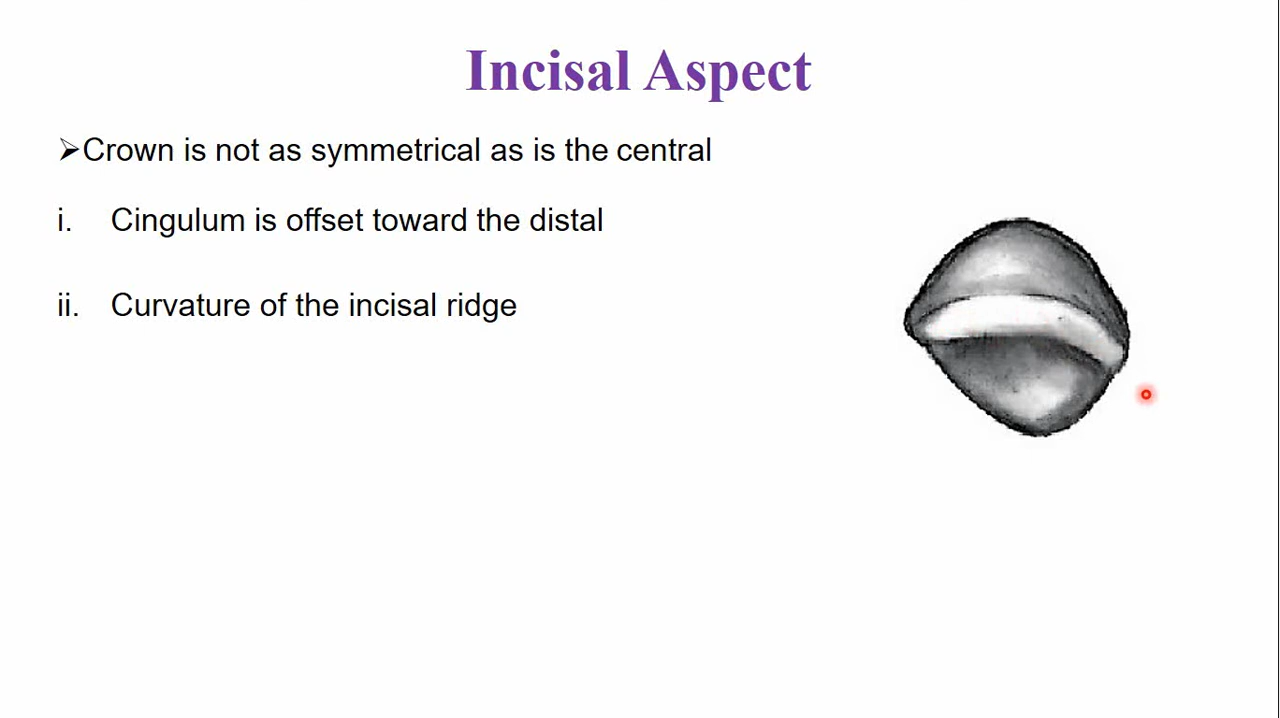 Incisal Aspect
➢Crown is not as symmetrical as is the central
i. Cingulum is offset toward the distal
ii. Curvature of the incisal ridge